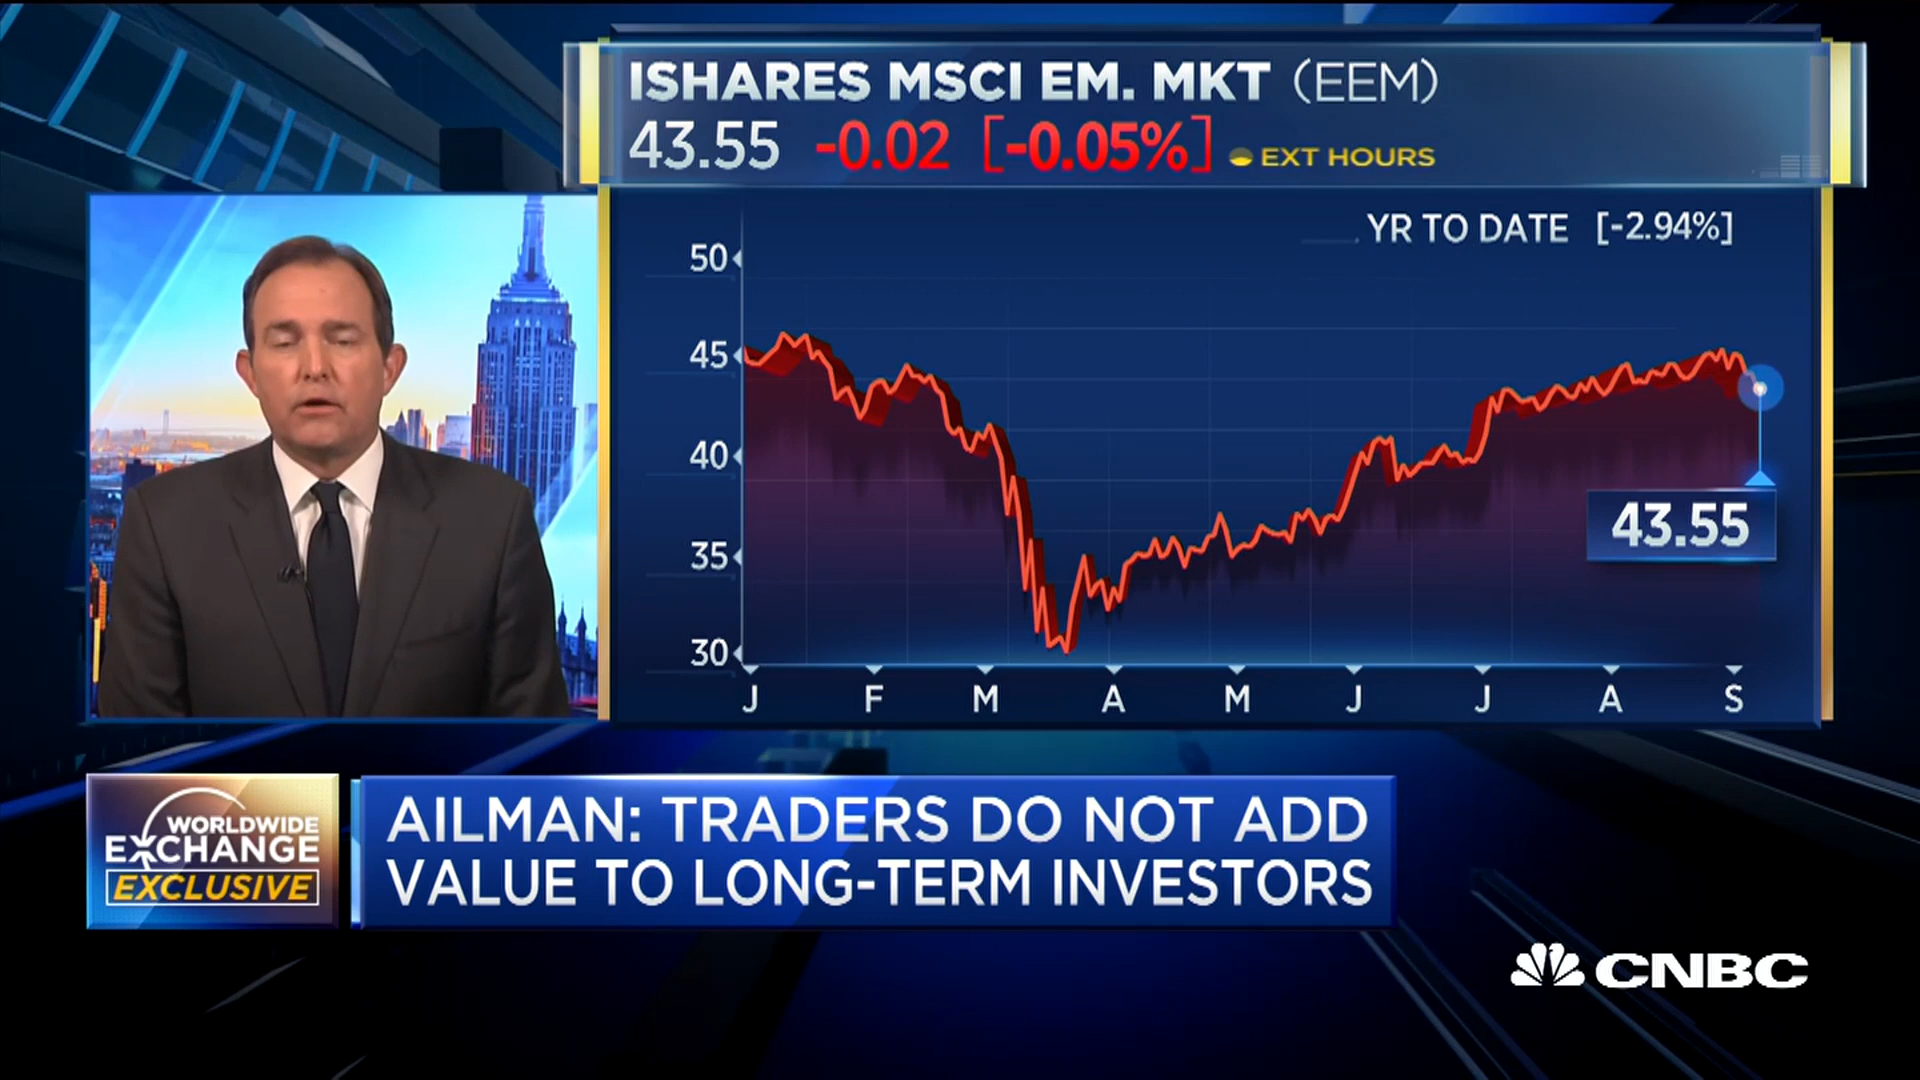 ISHARES MSCI EM. MKT (EEM)
43.55 -0.02 [-0.05%] EXT HOURS
YR TO DATE [-2.94%]
50
45
40
35
30
43.55
J F M A M J J A S
WORLDWIDE
EXCHANGE
EXCLUSIVE
AILMAN: TRADERS DO NOT ADD
VALUE TO LONG-TERM INVESTORS
CNBC